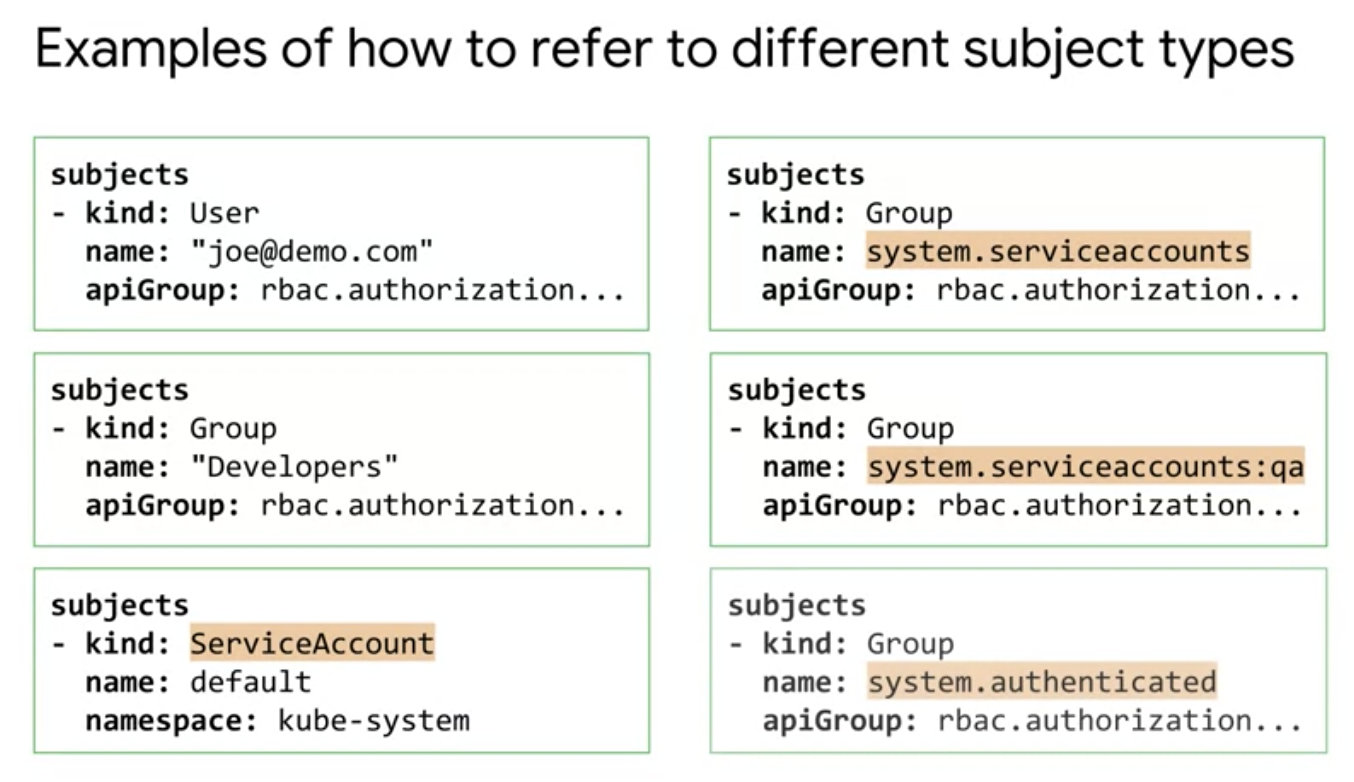 Examples of how to refer to different subject types
subjects
- kind: User
name: "joe@demo.com"
apiGroup: rbac.authorization...
subjects
- kind: Group
name: "Developers"
apiGroup: rbac.authorization...
subjects
- kind: ServiceAccount
name: default
namespace: kube-system
subjects
- kind: Group
name: system.serviceaccounts
apiGroup: rbac.authorization...
subjects
- kind: Group
name: system.serviceaccounts:qa
apiGroup: rbac.authorization...
subjects
- kind: Group
name: system.authenticated
apiGroup: rbac.authorization...